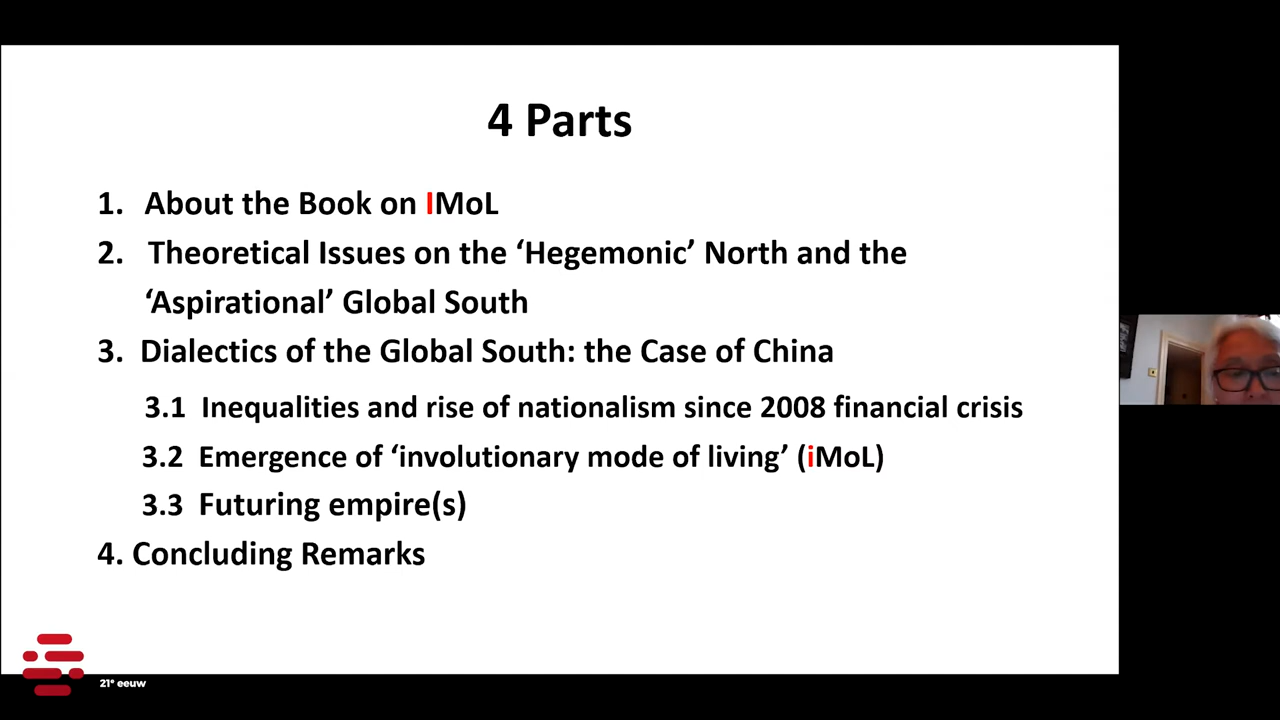 4 Parts
1. About the Book on IMoL
2. Theoretical Issues on the ‘Hegemonic’ North and the
‘Aspirational’ Global South
3. Dialectics of the Global South: the Case of China
3.1 Inequalities and rise of nationalism since 2008 financial crisis
3.2 Emergence of ‘involutionary mode of living’ (iMoL)
3.3 Futuring empire(s)
4. Concluding Remarks
21e eeuw